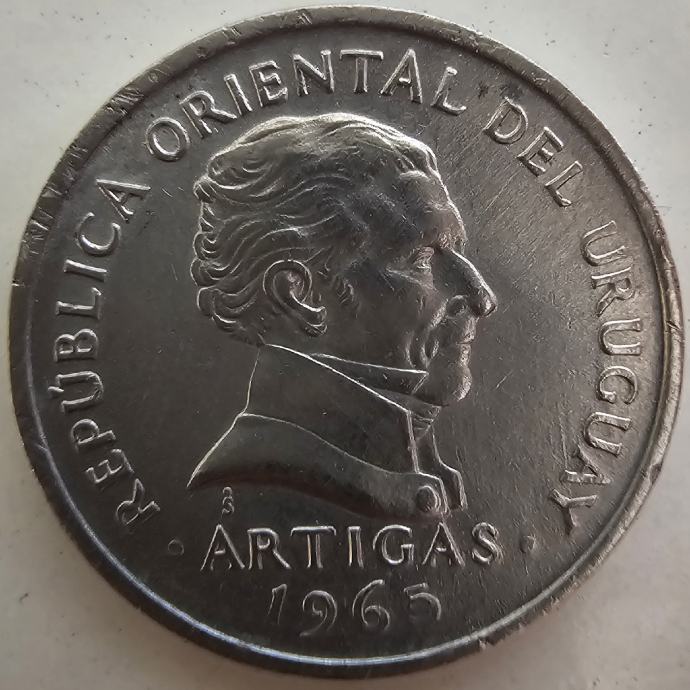 REPÚBLICA ORIENTAL DEL URUGUAY
· ARTIGAS ·
1965